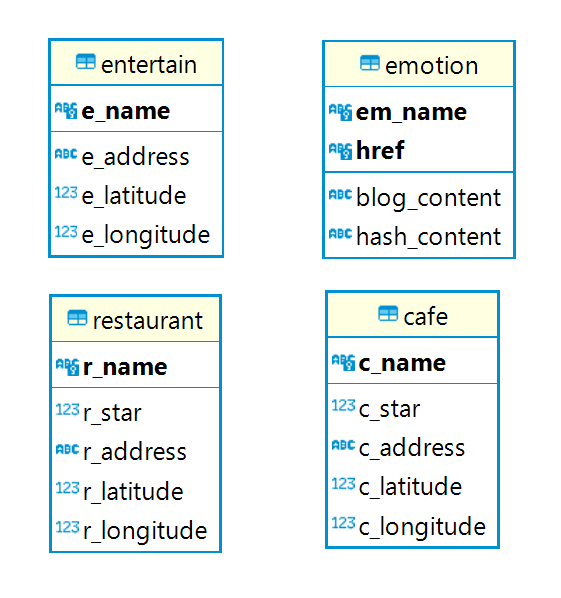 entertain
e_name
e_address
e_latitude
e_longitude
emotion
em_name
href
blog_content
hash_content
restaurant
r_name
r_star
r_address
r_latitude
r_longitude
cafe
c_name
c_star
c_address
c_latitude
c_longitude